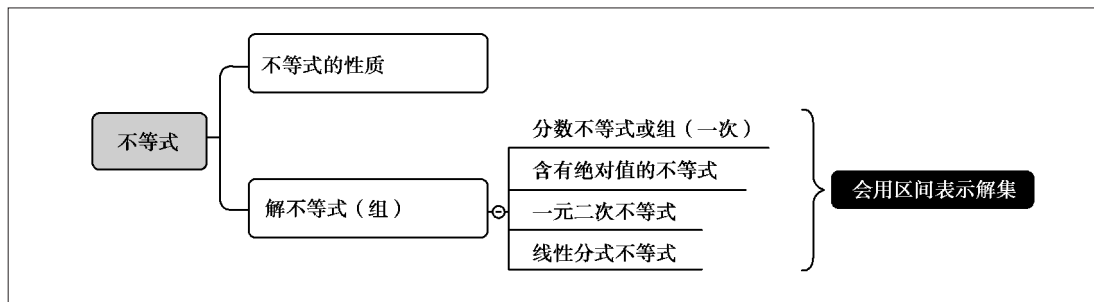 不等式
不等式的性质
解不等式（组）
分数不等式或组（一次）
含有绝对值的不等式
一元二次不等式
线性分式不等式
会用区间表示解集